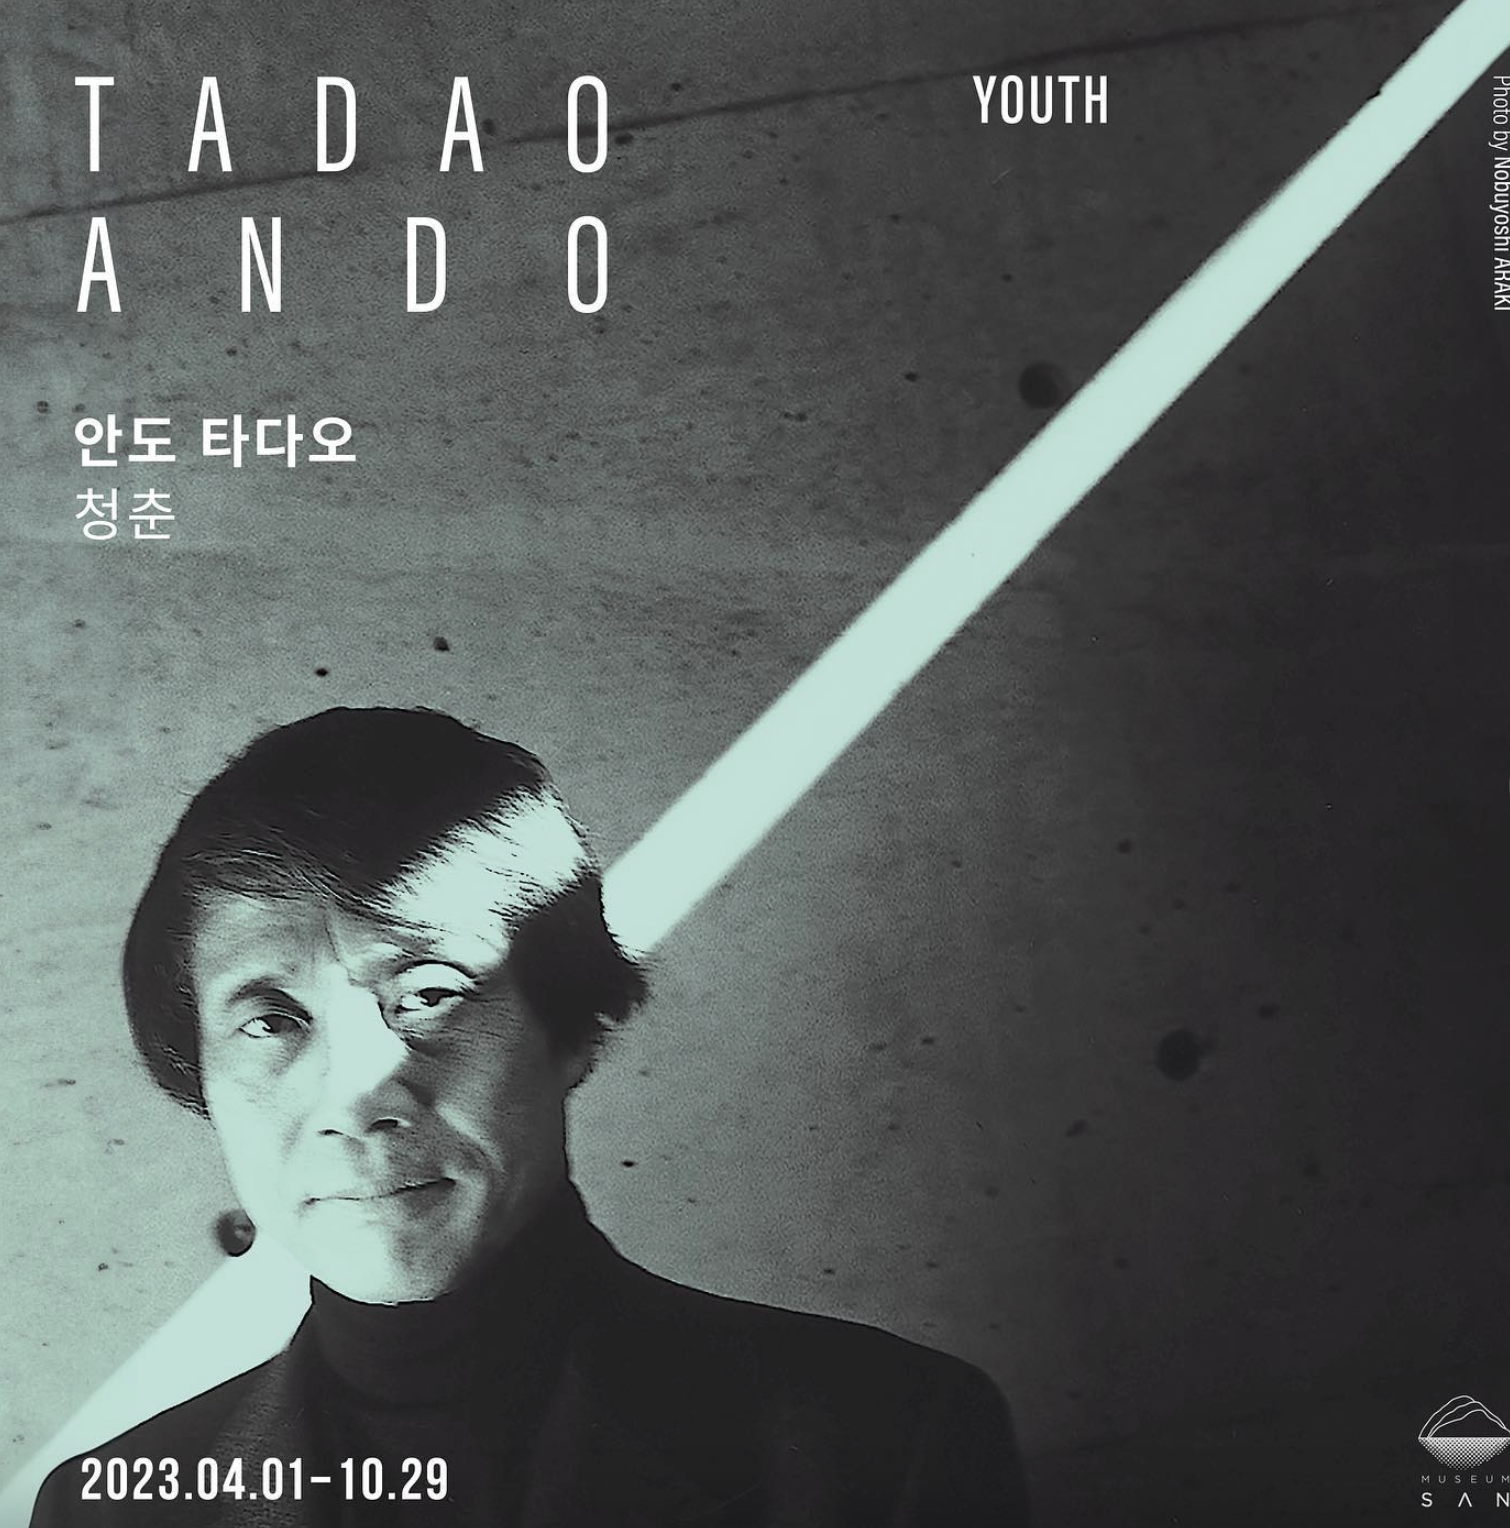 TADAO
ANDO
YOUTH
안도 타다오
청춘
Photo by Nobuyoshi ARAKI
2023.04.01–10.29
MUSEUM
SAN